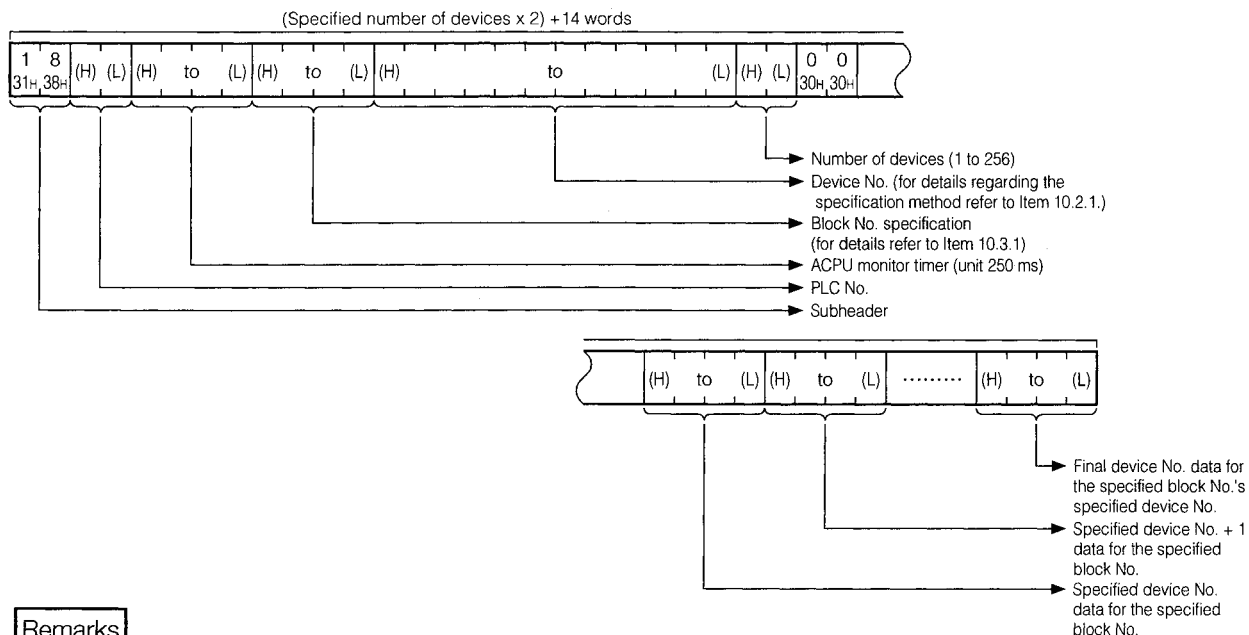 (Specified number of devices x 2) +14 words
1 8 (H) (L) (H) to (L) (H) to (L) (H) to (L) (H) (L) 0 0
31H 38H 30H 30H
Number of devices (1 to 256)
Device No. (for details regarding the
specification method refer to Item 10.2.1.)
Block No. specification
(for details refer to Item 10.3.1)
ACPU monitor timer (unit 250 ms)
PLC No.
Subheader
(H) to (L) (H) to (L) ········· (H) to (L)
Final device No. data for
the specified block No.'s
specified device No.
Specified device No. + 1
data for the specified
block No.
Specified device No.
data for the specified
block No.
Remarks